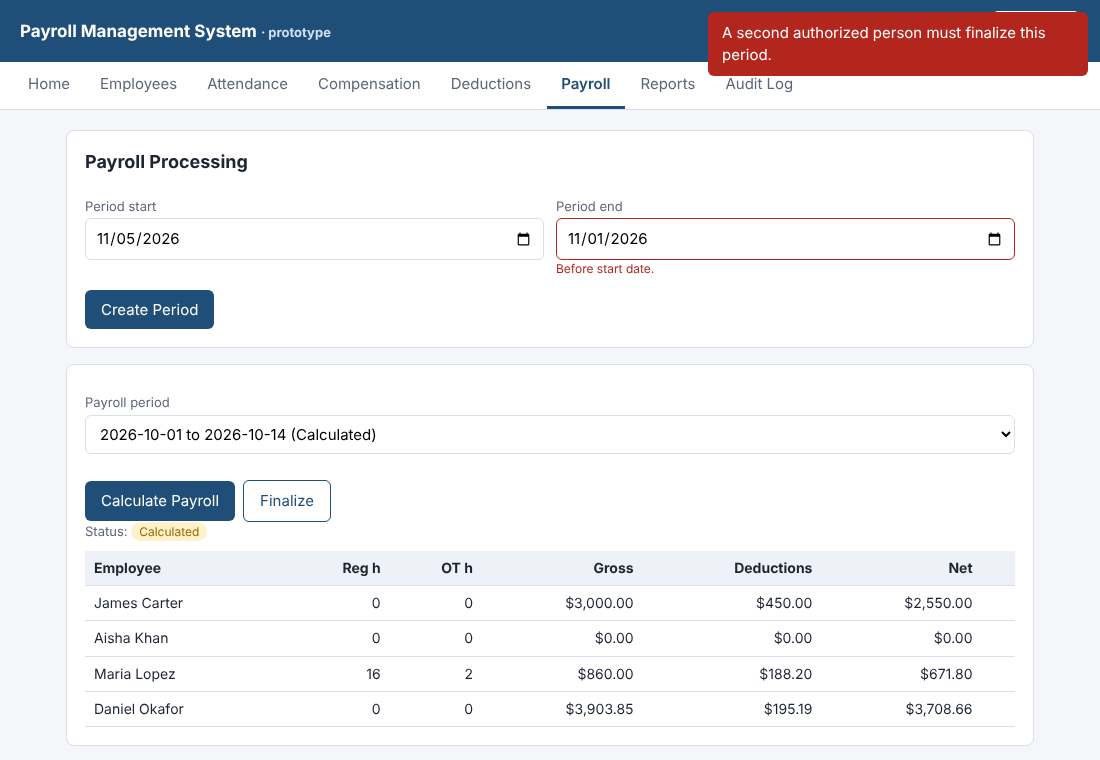 Payroll Management System · prototype
A second authorized person must finalize this
period.
Home Employees Attendance Compensation Deductions Payroll Reports Audit Log
Payroll Processing
Period start Period end
11/05/2026 11/01/2026
Before start date.
Create Period
Payroll period
2026-10-01 to 2026-10-14 (Calculated)
Calculate Payroll Finalize
Status: Calculated
Employee Reg h OT h Gross Deductions Net
James Carter 0 0 $3,000.00 $450.00 $2,550.00
Aisha Khan 0 0 $0.00 $0.00 $0.00
Maria Lopez 16 2 $860.00 $188.20 $671.80
Daniel Okafor 0 0 $3,903.85 $195.19 $3,708.66